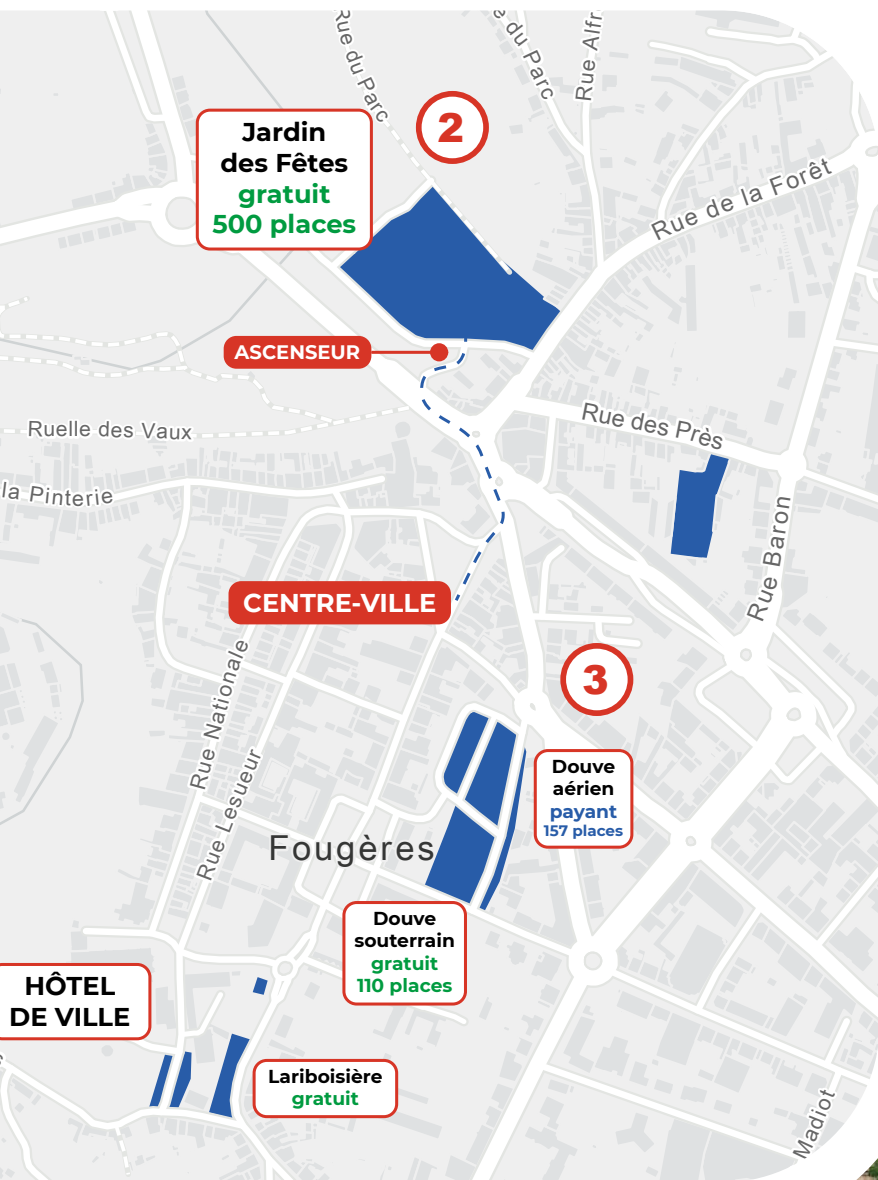 Rue du Parc
e du Parc
Rue Alfr
2
Jardin
des Fêtes
gratuit
500 places
Rue de la Forêt
ASCENSEUR
Rue des Près
Ruelle des Vaux
la Pinterie
Rue Baron
CENTRE-VILLE
3
Rue Nationale
Rue Lesueur
Douve
aérien
payant
157 places
Fougères
Douve
souterrain
gratuit
110 places
HÔTEL
DE VILLE
Lariboisière
gratuit
Madiot